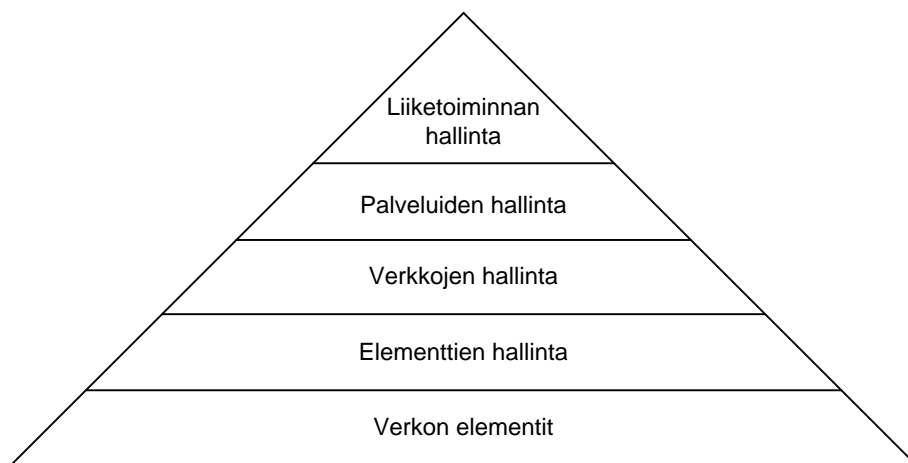 Liiketoiminnan
hallinta
Palveluiden hallinta
Verkkojen hallinta
Elementtien hallinta
Verkon elementit